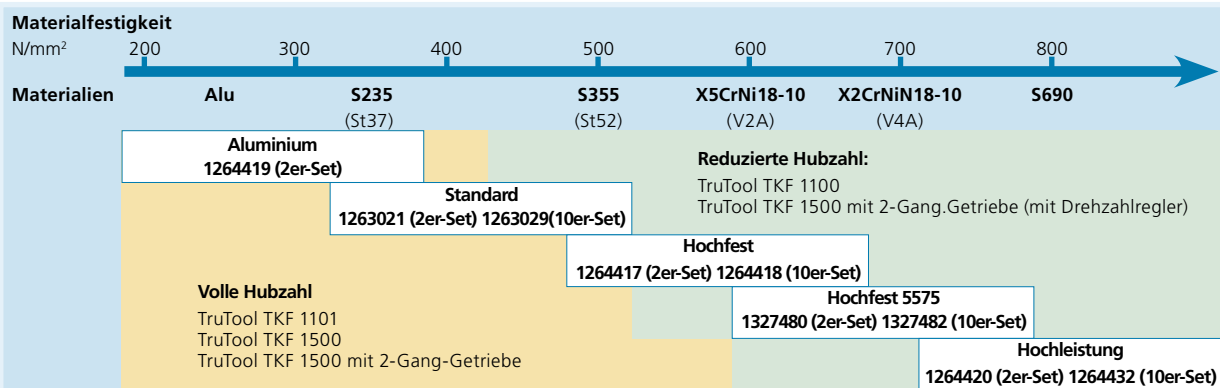 Materialfestigkeit
N/mm² 200 300 400 500 600 700 800
Materialien Alu S235 S355 X5CrNi18-10 X2CrNiN18-10 S690
(St37) (St52) (V2A) (V4A)
Aluminium
1264419 (2er-Set)
Reduzierte Hubzahl:
TruTool TKF 1100
TruTool TKF 1500 mit 2-Gang.Getriebe (mit Drehzahlregler)
Standard
1263021 (2er-Set) 1263029(10er-Set)
Hochfest
1264417 (2er-Set) 1264418 (10er-Set)
Volle Hubzahl
TruTool TKF 1101
TruTool TKF 1500
TruTool TKF 1500 mit 2-Gang-Getriebe
Hochfest 5575
1327480 (2er-Set) 1327482 (10er-Set)
Hochleistung
1264420 (2er-Set) 1264432 (10er-Set)